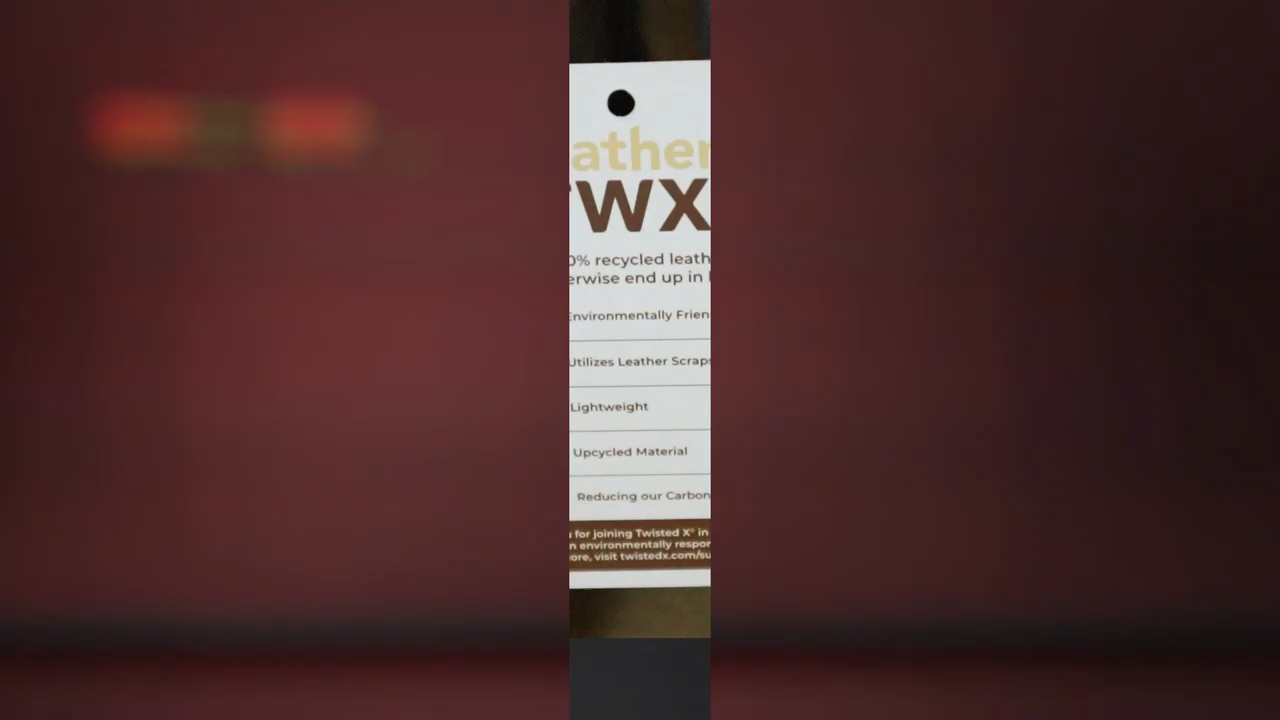 ather
TWX
0% recycled leath
erwise end up in
Environmentally Frien
Utilizes Leather Scraps
Lightweight
Upcycled Material
Reducing our Carbon
for joining Twisted X® in
n environmentally respon
ore, visit twistedx.com/su